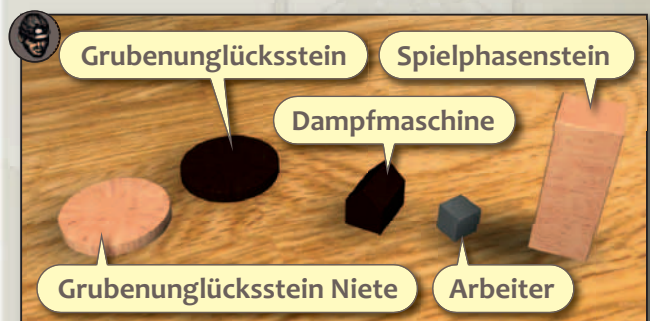 Grubenunglücksstein
Spielphasenstein
Dampfmaschine
Grubenunglücksstein Niete
Arbeiter